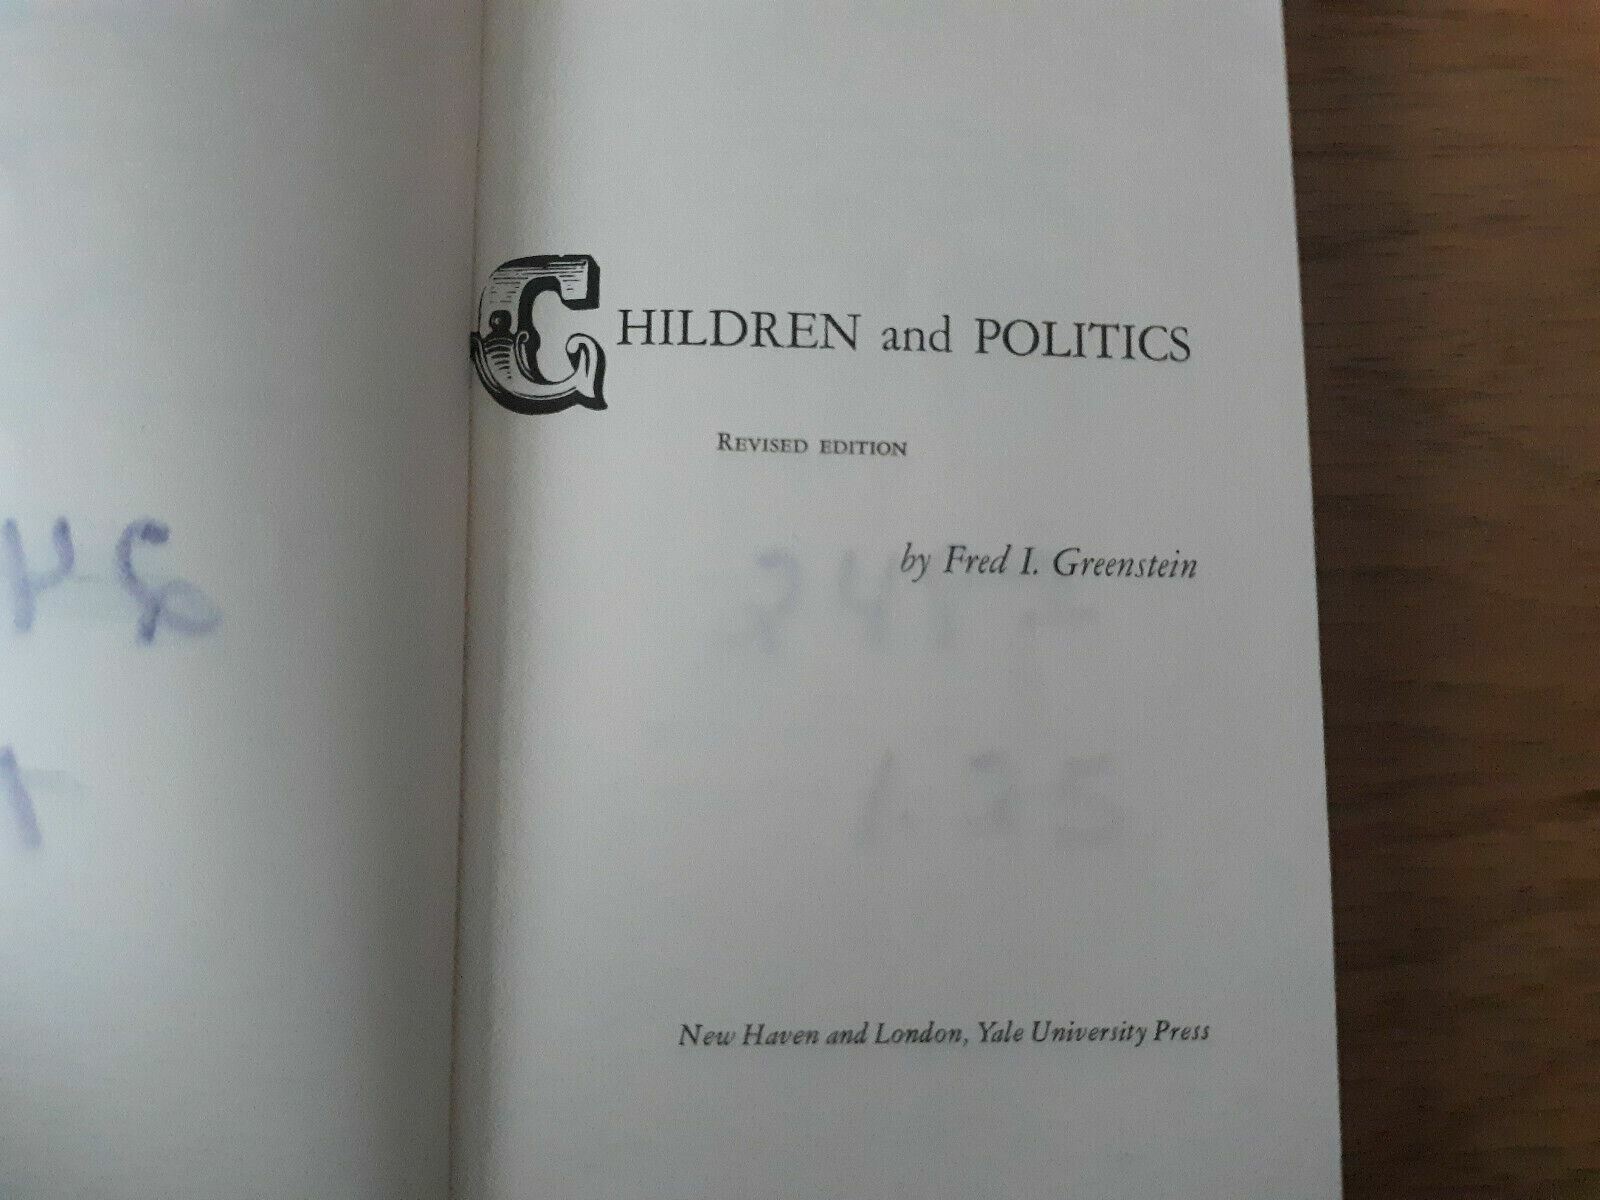 CHILDREN and POLITICS
REVISED EDITION
by Fred I. Greenstein
New Haven and London, Yale University Press